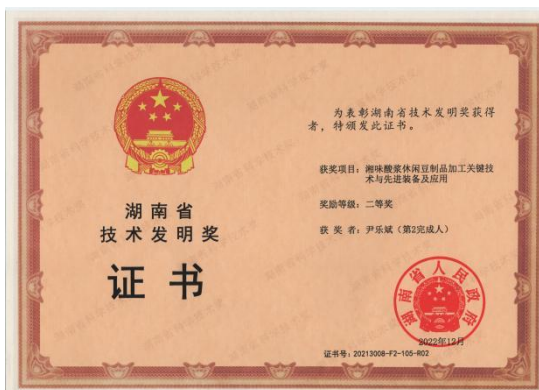 湖南省
技术发明奖
证书
为表彰湖南省技术发明奖获得
者，特颁发此证书。
获奖项目：湘味酸浆休闲豆制品加工关键技
术与先进装备及应用
奖励等级：二等奖
获 奖 者：尹乐斌（第2完成人）
湖南省人民政府
2022年12月
证书号：20213008-F2-105-R02